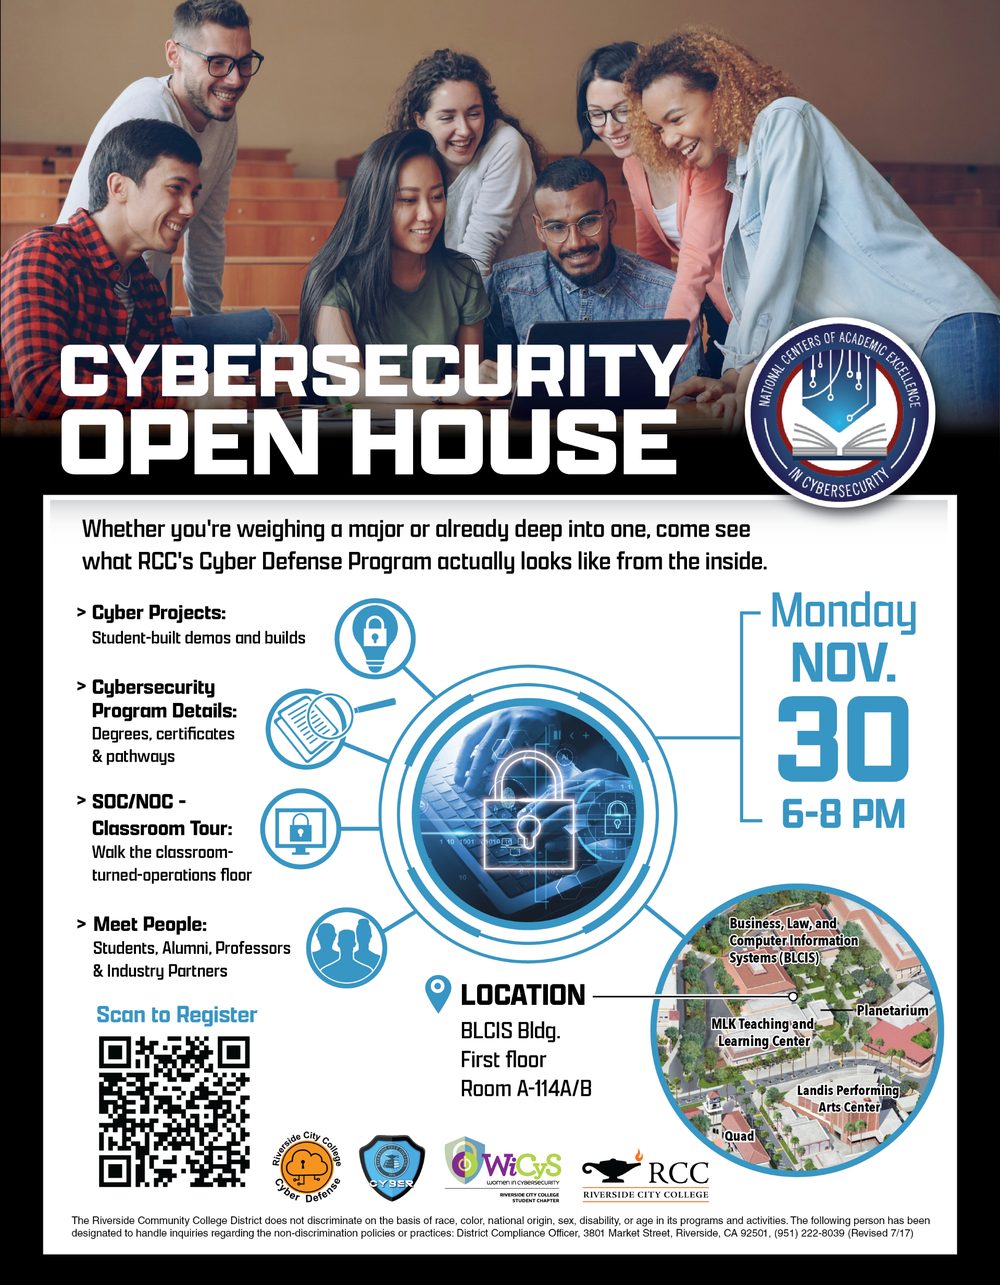 CYBERSECURITY
OPEN HOUSE
NATIONAL CENTERS OF ACADEMIC EXCELLENCE
IN CYBERSECURITY
Whether you're weighing a major or already deep into one, come see
what RCC's Cyber Defense Program actually looks like from the inside.
> Cyber Projects:
Student-built demos and builds
> Cybersecurity
Program Details:
Degrees, certificates
& pathways
> SOC/NOC -
Classroom Tour:
Walk the classroom-
turned-operations floor
> Meet People:
Students, Alumni, Professors
& Industry Partners
Monday
NOV.
30
6-8 PM
Scan to Register
LOCATION
BLCIS Bldg.
First floor
Room A-114A/B
Business, Law, and
Computer Information
Systems (BLCIS)
Planetarium
MLK Teaching and
Learning Center
Landis Performing
Arts Center
Quad
Riverside City College
Cyber Defense
CYBER
WiCyS
WOMEN IN CYBERSECURITY
RIVERSIDE CITY COLLEGE
STUDENT CHAPTER
RCC
RIVERSIDE CITY COLLEGE
The Riverside Community College District does not discriminate on the basis of race, color, national origin, sex, disability, or age in its programs and activities. The following person has been
designated to handle inquiries regarding the non-discrimination policies or practices: District Compliance Officer, 3801 Market Street, Riverside, CA 92501, (951) 222-8039 (Revised 7/17)